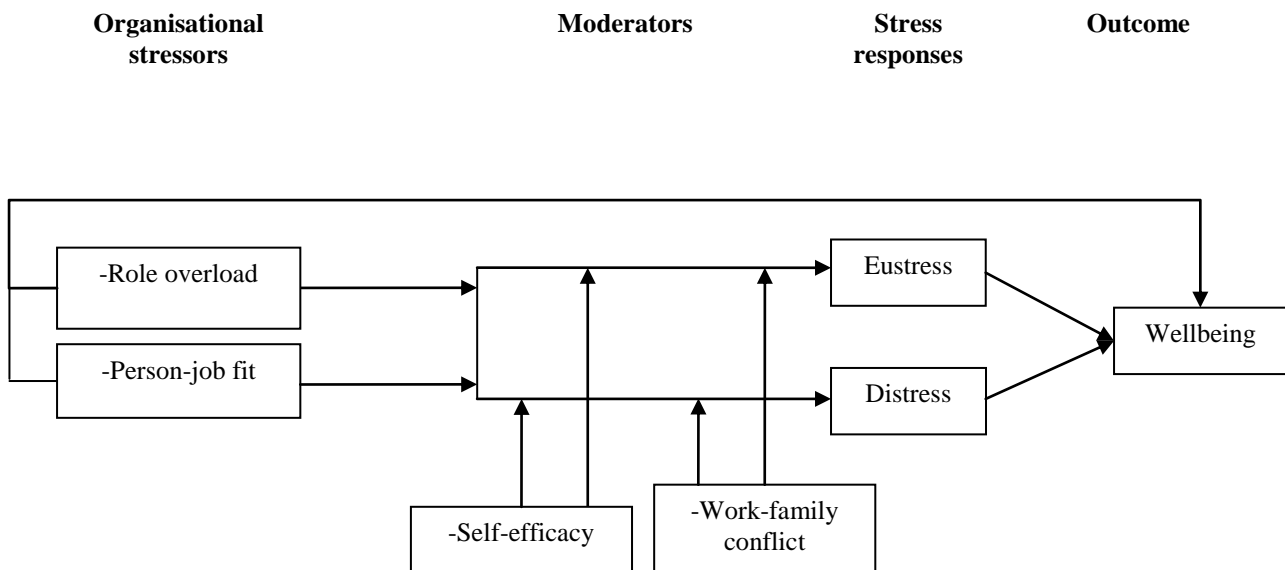 Organisational
stressors
Moderators
Stress
responses
Outcome
-Role overload
Eustress
Wellbeing
-Person-job fit
Distress
-Self-efficacy
-Work-family
conflict